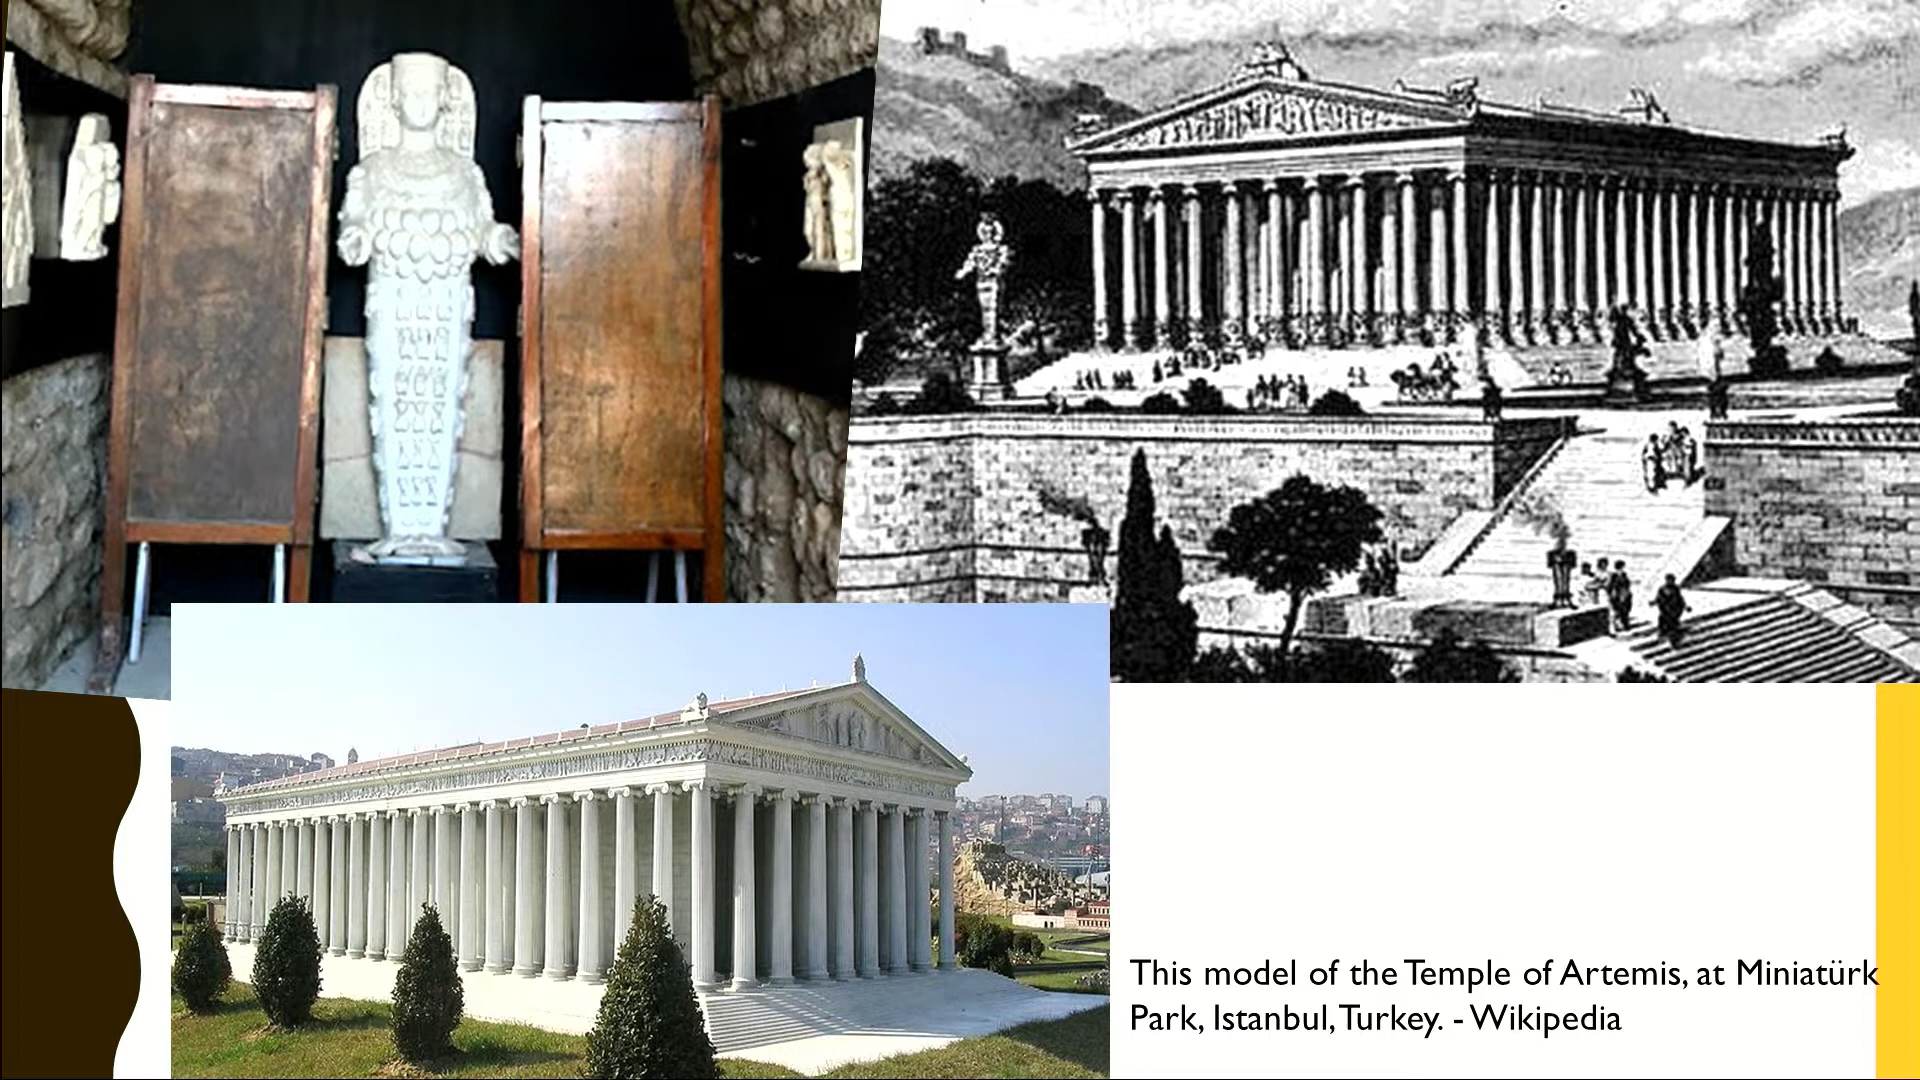 This model of the Temple of Artemis, at Miniatürk
Park, Istanbul, Turkey. - Wikipedia